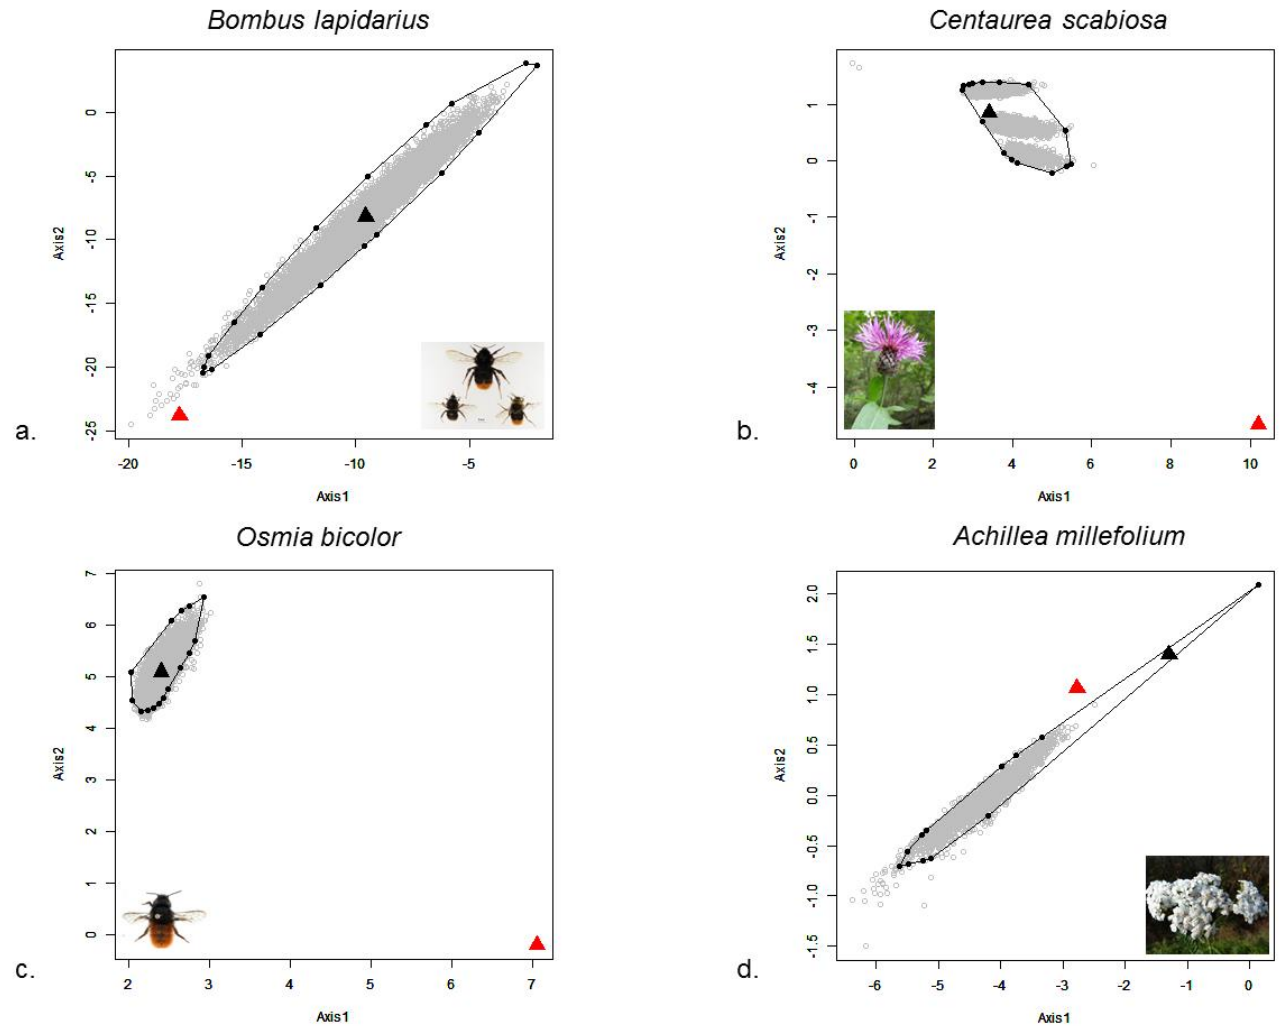 Bombus lapidarius
0
-5
-10
-15
-20
-25
Axis2
-20 -15 -10 -5
Axis1
a.
Centaurea scabiosa
1
0
-1
-2
-3
-4
Axis2
0 2 4 6 8 10
Axis1
b.
Osmia bicolor
7
6
5
4
3
2
1
0
Axis2
2 3 4 5 6 7
Axis1
c.
Achillea millefolium
2.0
1.5
1.0
0.5
0.0
-0.5
-1.0
-1.5
Axis2
-6 -5 -4 -3 -2 -1 0
Axis1
d.